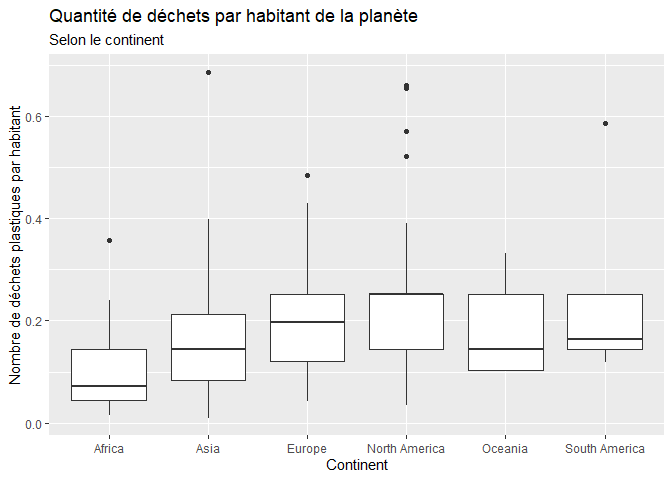 Quantité de déchets par habitant de la planète
Selon le continent
Nombre de déchets plastiques par habitant
0.6
0.4
0.2
0.0
Africa
Asia
Europe
North America
Oceania
South America
Continent